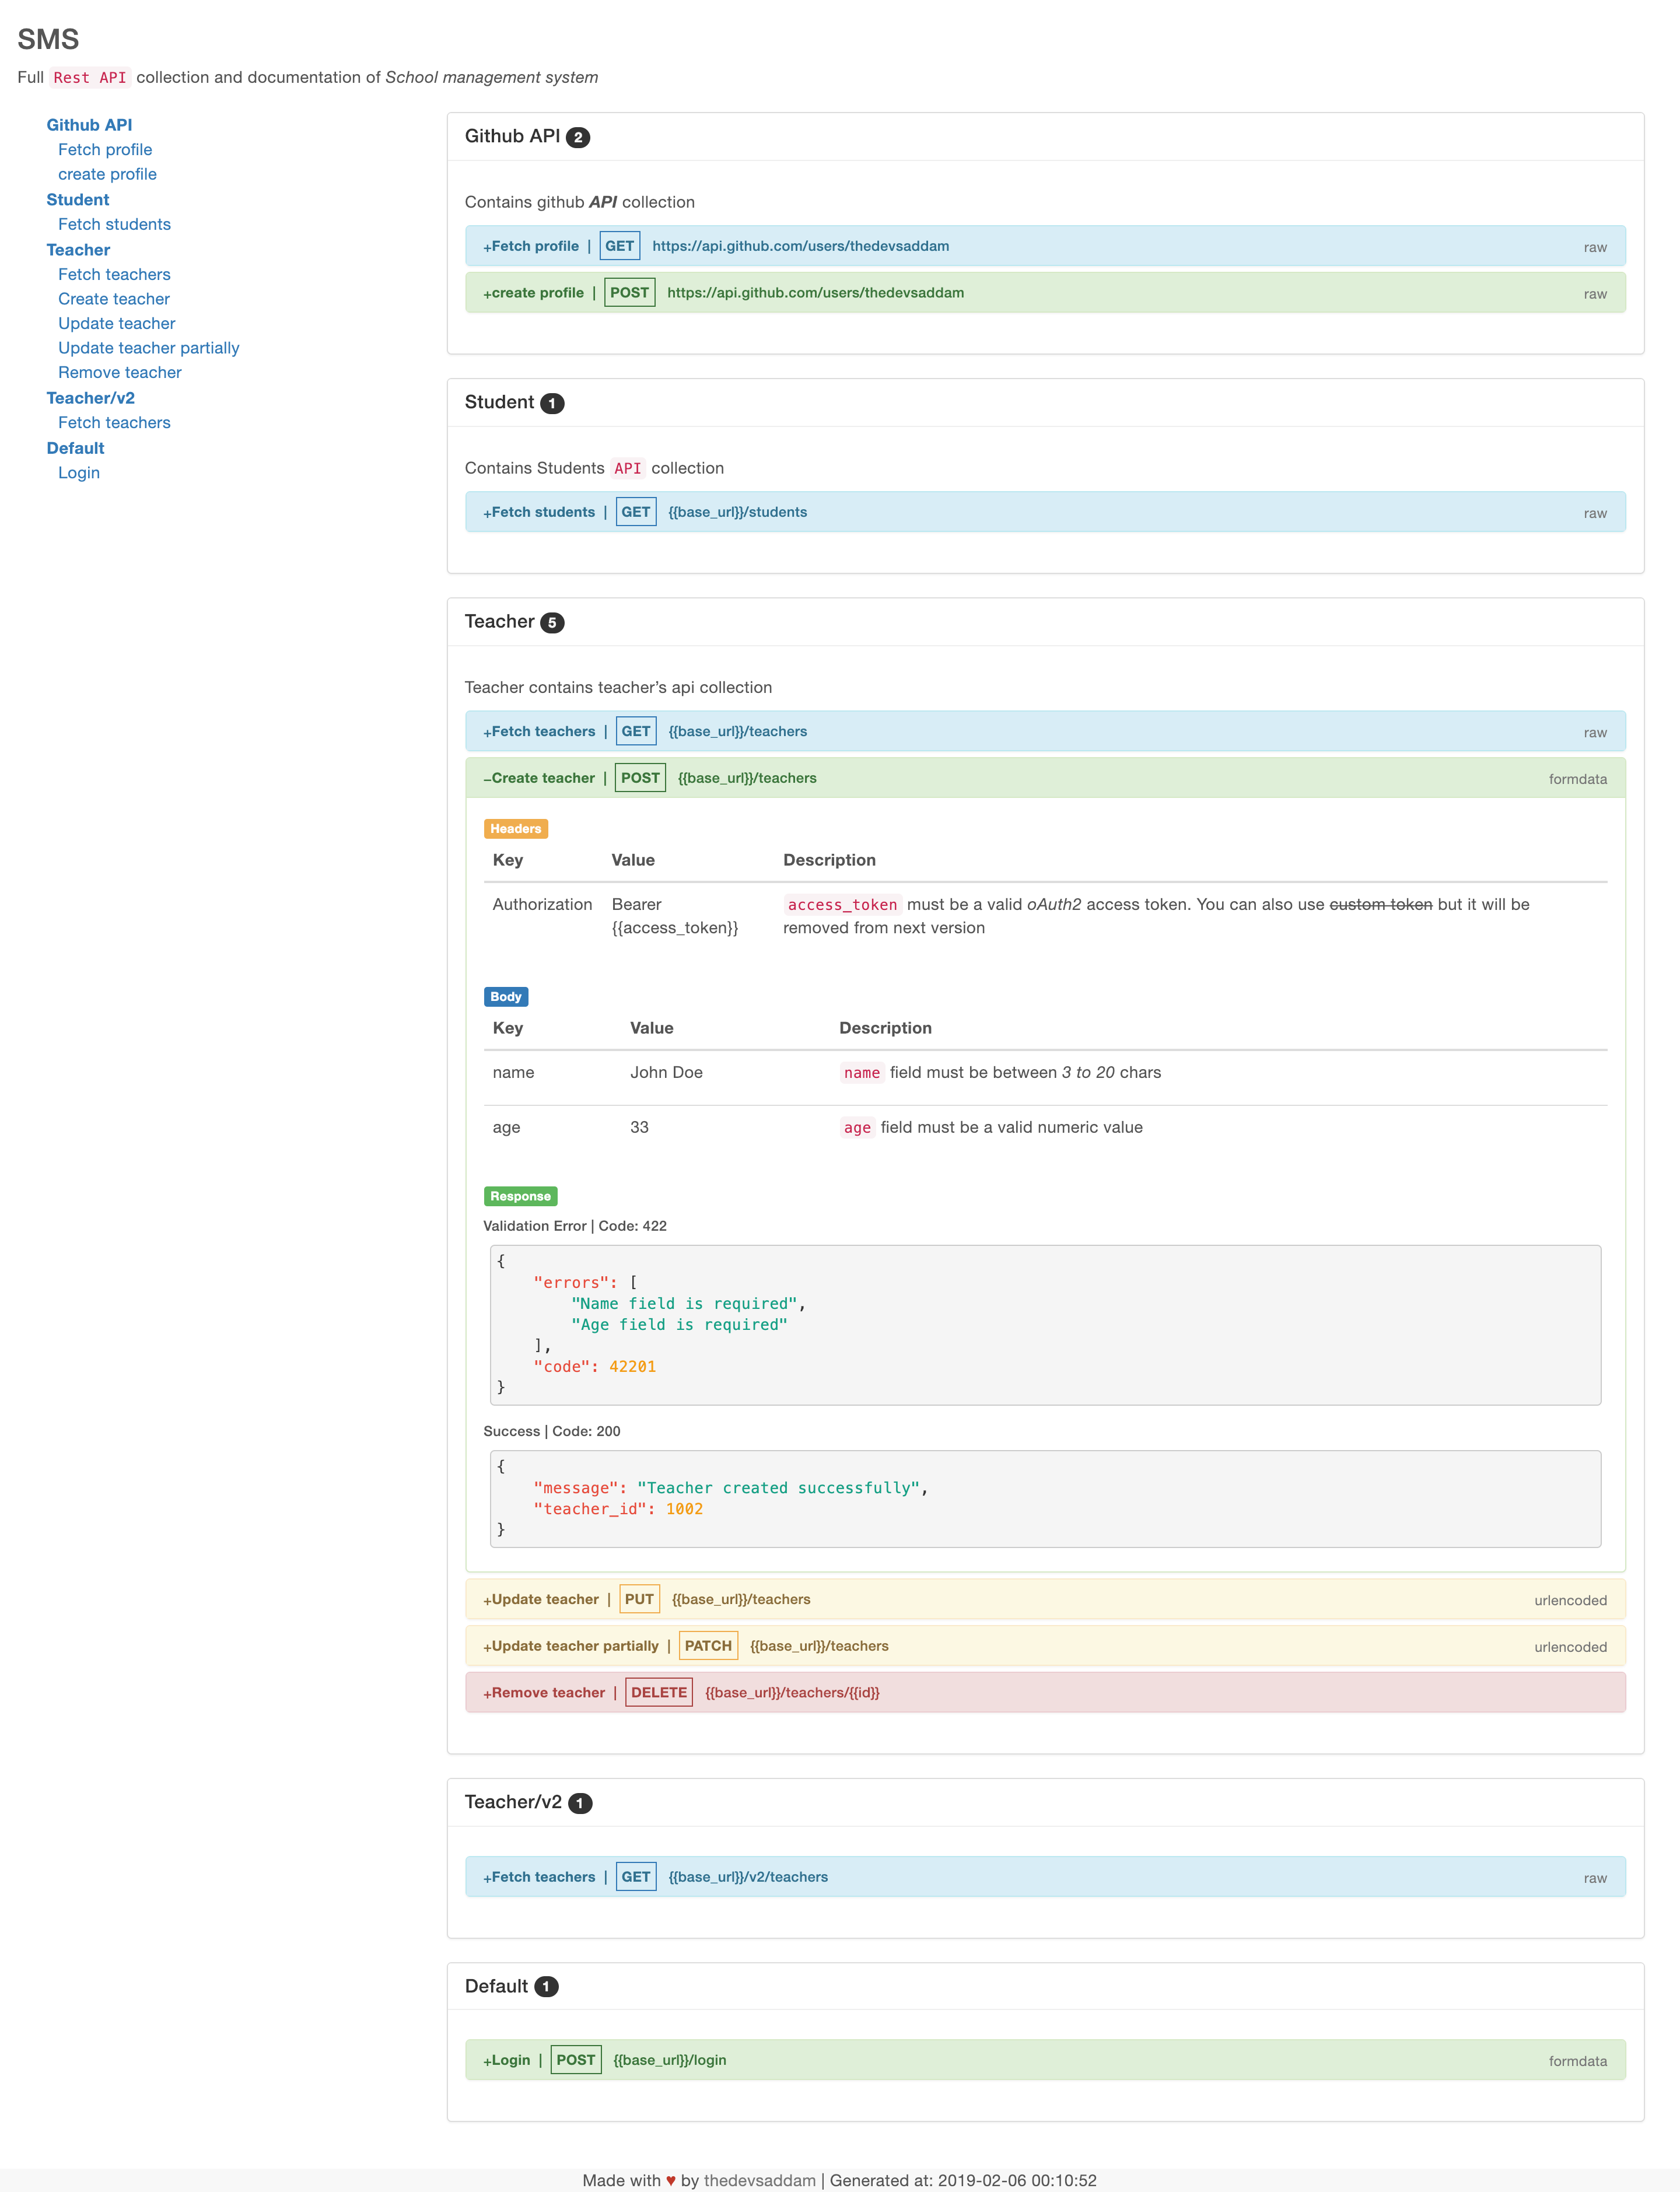 SMS
Full Rest API collection and documentation of School management system
Github API
Fetch profile
create profile
Student
Fetch students
Teacher
Fetch teachers
Create teacher
Update teacher
Update teacher partially
Remove teacher
Teacher/v2
Fetch teachers
Default
Login
Github API 2
Contains github API collection
+Fetch profile | GET https://api.github.com/users/thedevsaddam raw
+create profile | POST https://api.github.com/users/thedevsaddam raw
Student 1
Contains Students API collection
+Fetch students | GET {{base_url}}/students raw
Teacher 5
Teacher contains teacher’s api collection
+Fetch teachers | GET {{base_url}}/teachers raw
–Create teacher | POST {{base_url}}/teachers formdata
Headers
Key Value Description
Authorization Bearer access_token must be a valid oAuth2 access token. You can also use custom token but it will be
{{access_token}} removed from next version
Body
Key Value Description
name John Doe name field must be between 3 to 20 chars
age 33 age field must be a valid numeric value
Response
Validation Error | Code: 422
{
"errors": [
"Name field is required",
"Age field is required"
],
"code": 42201
}
Success | Code: 200
{
"message": "Teacher created successfully",
"teacher_id": 1002
}
+Update teacher | PUT {{base_url}}/teachers urlencoded
+Update teacher partially | PATCH {{base_url}}/teachers urlencoded
+Remove teacher | DELETE {{base_url}}/teachers/{{id}}
Teacher/v2 1
+Fetch teachers | GET {{base_url}}/v2/teachers raw
Default 1
+Login | POST {{base_url}}/login formdata
Made with ♥ by thedevsaddam | Generated at: 2019-02-06 00:10:52